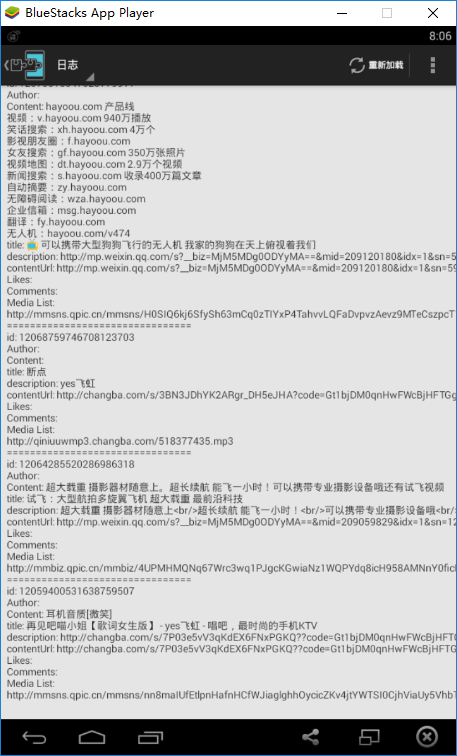 BlueStacks App Player
8:06
日志
重新加载
Author:
Content: hayoou.com 产品线
视频：v.hayoou.com 940万播放
笑话搜索：xh.hayoou.com 4万个
影视朋友圈：f.hayoou.com
女友搜索：gf.hayoou.com 350万张照片
视频地图：dt.hayoou.com 2.9万个视频
新闻搜索：s.hayoou.com 收录400万篇文章
自动摘要：zy.hayoou.com
无障碍阅读：wza.hayoou.com
企业信箱：msg.hayoou.com
翻译：fy.hayoou.com
无人机：hayoou.com/v474
title: 可以携带大型狗狗飞行的无人机 我家的狗狗在天上俯视着我们
description: http://mp.weixin.qq.com/s?__biz=MjM5MDg0ODYyMA==&mid=209120180&idx=1&sn=5
contentUrl: http://mp.weixin.qq.com/s?__biz=MjM5MDg0ODYyMA==&mid=209120180&idx=1&sn=59
Likes:
Comments:
Media List:
http://mmsns.qpic.cn/mmsns/H0SIQ6kj6SfySh63mCq0zTIYxP4TahvvLQFaDvpvzAevz9MTeCszpcT
================================
id: 12068759746708123703
Author:
Content:
title: 断点
description: yes飞虹
contentUrl: http://changba.com/s/3BN3JDhYK2ARgr_DH5eJHA?code=Gt1bjDM0qnHwFWcBjHFTGg
Likes:
Comments:
Media List:
http://qiniuuwmp3.changba.com/518377435.mp3
================================
id: 12064285520286986318
Author:
Content: 超大载重 摄影器材随意上。超长续航 能飞一小时！可以携带专业摄影设备哦还有试飞视频
title: 试飞：大型航拍多旋翼飞机 超大载重 最前沿科技
description: 超大载重 摄影器材随意上<br/>超长续航 能飞一小时！<br/>可以携带专业摄影设备哦<br/
contentUrl: http://mp.weixin.qq.com/s?__biz=MjM5MDg0ODYyMA==&mid=209059829&idx=1&sn=12
Likes:
Comments:
Media List:
http://mmbiz.qpic.cn/mmbiz/4UPMHMQNq67Wrc3wq1PJgcKGwiaNz1WQPYdq8icH958AMNnY0fic
================================
id: 12059400531638759507
Author:
Content: 耳机音质[微笑]
title: 再见吧喵小姐【歌词女生版】- yes飞虹 - 唱吧，最时尚的手机KTV
description: http://changba.com/s/7P03e5vV3qKdEX6FNxPGKQ??code=Gt1bjDM0qnHwFWcBjHFTG
contentUrl: http://changba.com/s/7P03e5vV3qKdEX6FNxPGKQ??code=Gt1bjDM0qnHwFWcBjHFTGg
Likes:
Comments:
Media List:
http://mmsns.qpic.cn/mmsns/nn8maIUfEtlpnHafnHCfWJiaglghhOycicZKv4jtYWTSI0CjhViaUy5Vhb